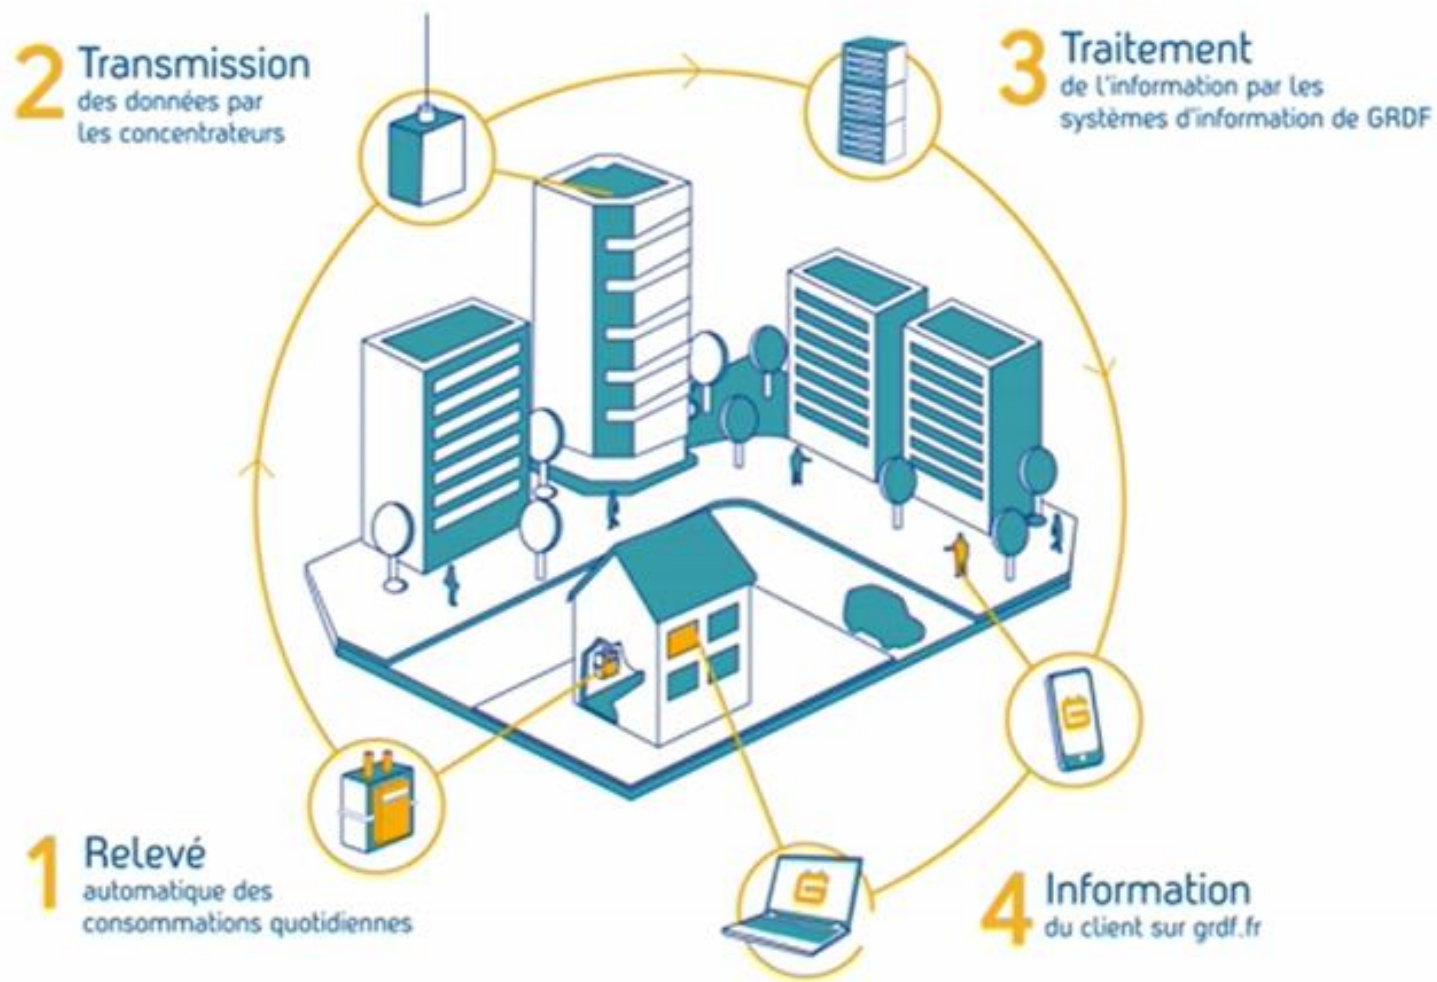 2 Transmission
des données par
les concentrateurs
3 Traitement
de l'information par les
systèmes d'information de GRDF
1 Relevé
automatique des
consommations quotidiennes
4 Information
du client sur grdf.fr
G
G